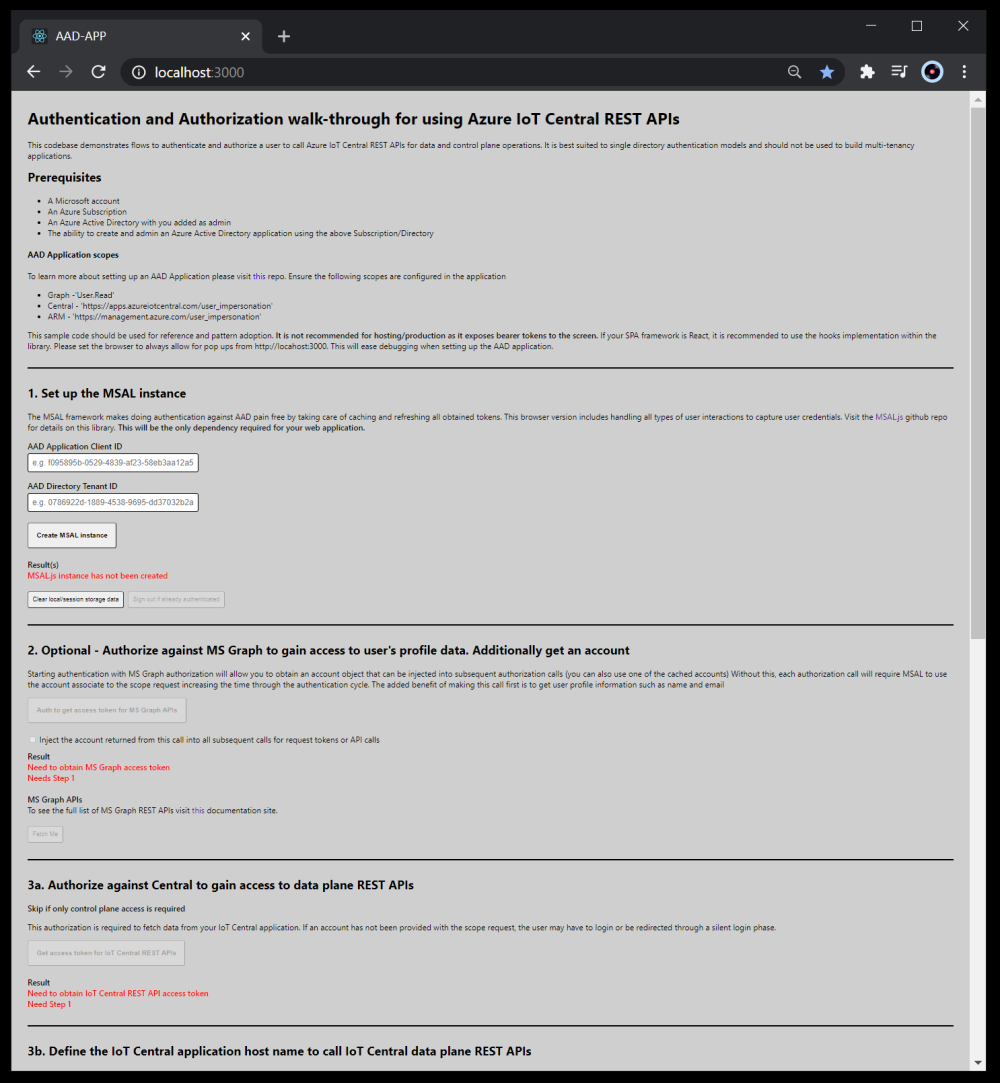 AAD-APP
localhost:3000
Authentication and Authorization walk-through for using Azure IoT Central REST APIs
This codebase demonstrates flows to authenticate and authorize a user to call Azure IoT Central REST APIs for data and control plane operations. It is best suited to single directory authentication models and should not be used to build multi-tenancy
applications.
Prerequisites
• A Microsoft account
• An Azure Subscription
• An Azure Active Directory with you added as admin
• The ability to create and admin an Azure Active Directory application using the above Subscription/Directory
AAD Application scopes
To learn more about setting up an AAD Application please visit this repo. Ensure the following scopes are configured in the application
• Graph -'User.Read'
• Central - 'https://apps.azureiotcentral.com/user_impersonation'
• ARM - 'https://management.azure.com/user_impersonation'
This sample code should be used for reference and pattern adoption. It is not recommended for hosting/production as it exposes bearer tokens to the screen. If your SPA framework is React, it is recommended to use the hooks implementation within the
library. Please set the browser to always allow for pop ups from http://locahost:3000. This will ease debugging when setting up the AAD application.
1. Set up the MSAL instance
The MSAL framework makes doing authentication against AAD pain free by taking care of caching and refreshing all obtained tokens. This browser version includes handling all types of user interactions to capture user credentials. Visit the MSAL.js github repo
for details on this library. This will be the only dependency required for your web application.
AAD Application Client ID
e.g. f095895b-0529-4839-af23-58eb3aa12a5
AAD Directory Tenant ID
e.g. 0786922d-1889-4538-9695-dd37032b2a
Create MSAL instance
Result(s)
MSAL.js instance has not been created
Clear local/session storage data Sign out if already authenticated
2. Optional - Authorize against MS Graph to gain access to user's profile data. Additionally get an account
Starting authentication with MS Graph authorization will allow you to obtain an account object that can be injected into subsequent authorization calls (you can also use one of the cached accounts) Without this, each authorization call will require MSAL to use
the account associate to the scope request increasing the time through the authentication cycle. The added benefit of making this call first is to get user profile information such as name and email
Auth to get access token for MS Graph APIs
Inject the account returned from this call into all subsequent calls for request tokens or API calls
Result
Need to obtain MS Graph access token
Needs Step 1
MS Graph APIs
To see the full list of MS Graph REST APIs visit this documentation site.
Fetch Me
3a. Authorize against Central to gain access to data plane REST APIs
Skip if only control plane access is required
This authorization is required to fetch data from your IoT Central application. If an account has not been provided with the scope request, the user may have to login or be redirected through a silent login phase.
Get access token for IoT Central REST APIs
Result
Need to obtain IoT Central REST API access token
Need Step 1
3b. Define the IoT Central application host name to call IoT Central data plane REST APIs